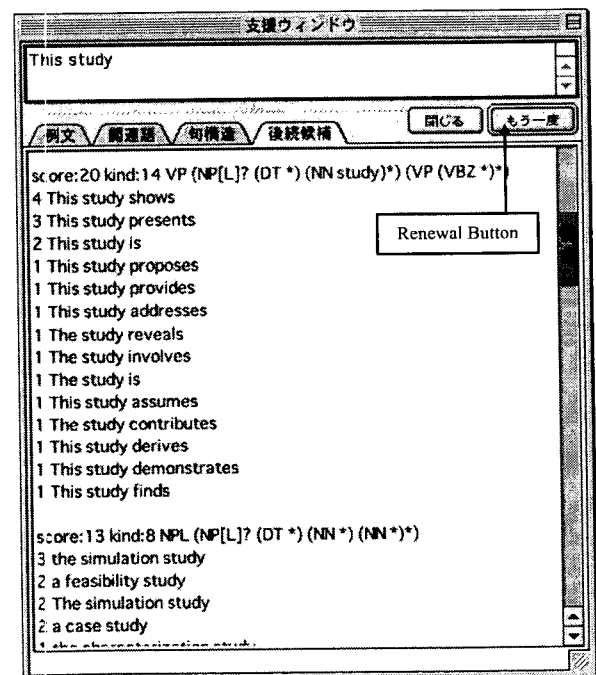 支援ウィンドウ
This study
閉じる もう一度
例文 関連語 句構造 後続候補
score:20 kind:14 VP (NP[L]? (DT *) (NN study)*) (VP (VBZ *)*)
4 This study shows
3 This study presents
2 This study is
1 This study proposes
1 This study provides
1 This study addresses
1 The study reveals
1 The study involves
1 The study is
1 This study assumes
1 The study contributes
1 This study derives
1 This study demonstrates
1 This study finds
Renewal Button
score:13 kind:8 NPL (NP[L]? (DT *) (NN *) (NN *)*)
3 the simulation study
2 a feasibility study
2 The simulation study
2 a case study
1 the characterization study